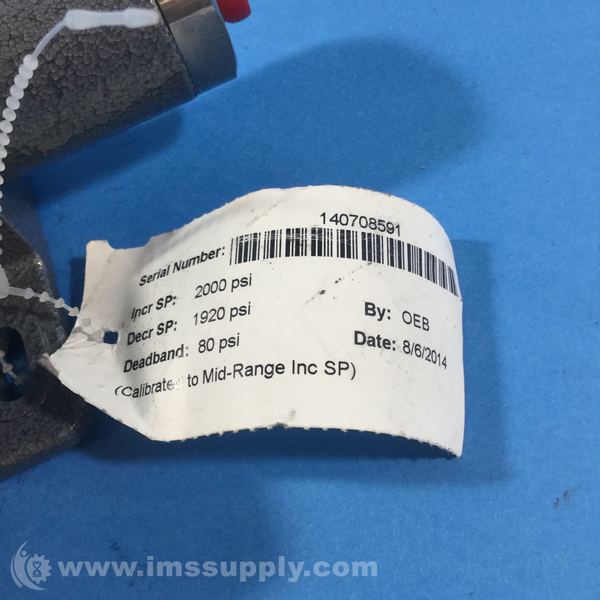 140708591
Serial Number:
Incr SP: 2000 psi
Decr SP: 1920 psi
Deadband: 80 psi
(Calibrated to Mid-Range Inc SP)
By: OEB
Date: 8/6/2014
www.imssupply.com